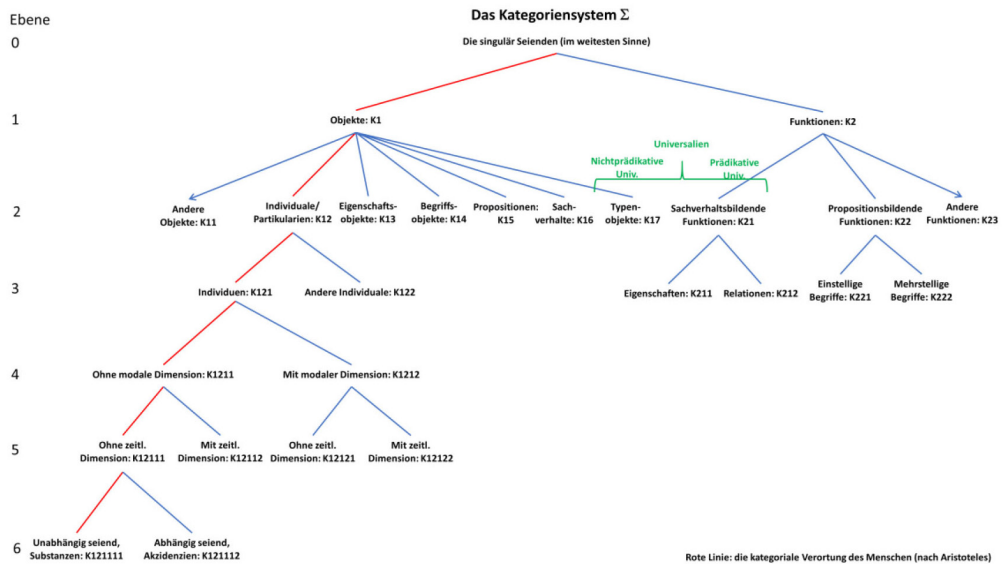 Das Kategoriensystem Σ
Ebene
0
Die singulär Seienden (im weitesten Sinne)
1
Objekte: K1
Funktionen: K2
Universalien
Nichtprädikative
Univ.
Prädikative
Univ.
2
Andere
Objekte: K11
Individuale/
Partikularien: K12
Eigenschafts-
objekte: K13
Begriffs-
objekte: K14
Propositionen:
K15
Sach-
verhalte: K16
Typen-
objekte: K17
Sachverhaltsbildende
Funktionen: K21
Propositionsbildende
Funktionen: K22
Andere
Funktionen: K23
3
Individuen: K121
Andere Individuale: K122
Eigenschaften: K211
Relationen: K212
Einstellige
Begriffe: K221
Mehrstellige
Begriffe: K222
4
Ohne modale Dimension: K1211
Mit modaler Dimension: K1212
5
Ohne zeitl.
Dimension: K12111
Mit zeitl.
Dimension: K12112
Ohne zeitl.
Dimension: K12121
Mit zeitl.
Dimension: K12122
6
Unabhängig seiend,
Substanzen: K121111
Abhängig seiend,
Akzidenzien: K121112
Rote Linie: die kategoriale Verortung des Menschen (nach Aristoteles)